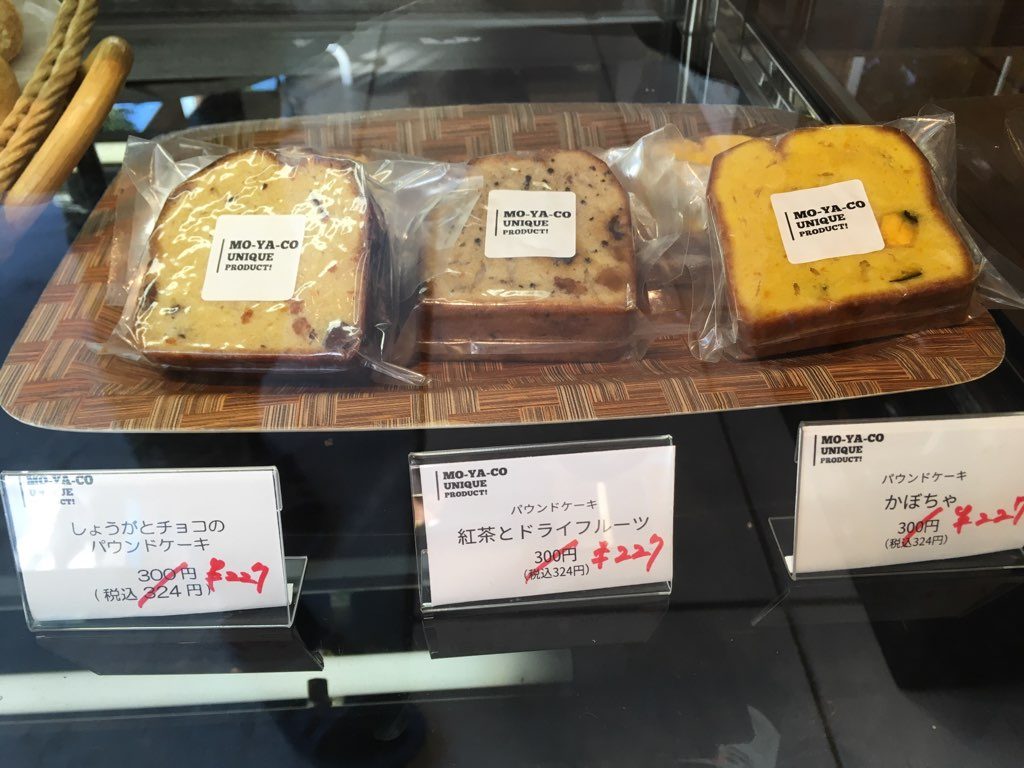 MO-YA-CO
UNIQUE
PRODUCT!
MO-YA-CO
UNIQUE
PRODUCT!
MO-YA-CO
UNIQUE
PRODUCT!
MO-YA-CO
UNIQUE
PRODUCT!
しょうがとチョコの
パウンドケーキ
300円 ¥227
(税込 324円)
MO-YA-CO
UNIQUE
PRODUCT!
パウンドケーキ
紅茶とドライフルーツ
300円 ¥227
(税込324円)
MO-YA-CO
UNIQUE
PRODUCT!
パウンドケーキ
かぼちゃ
300円 ¥227
(税込324円)